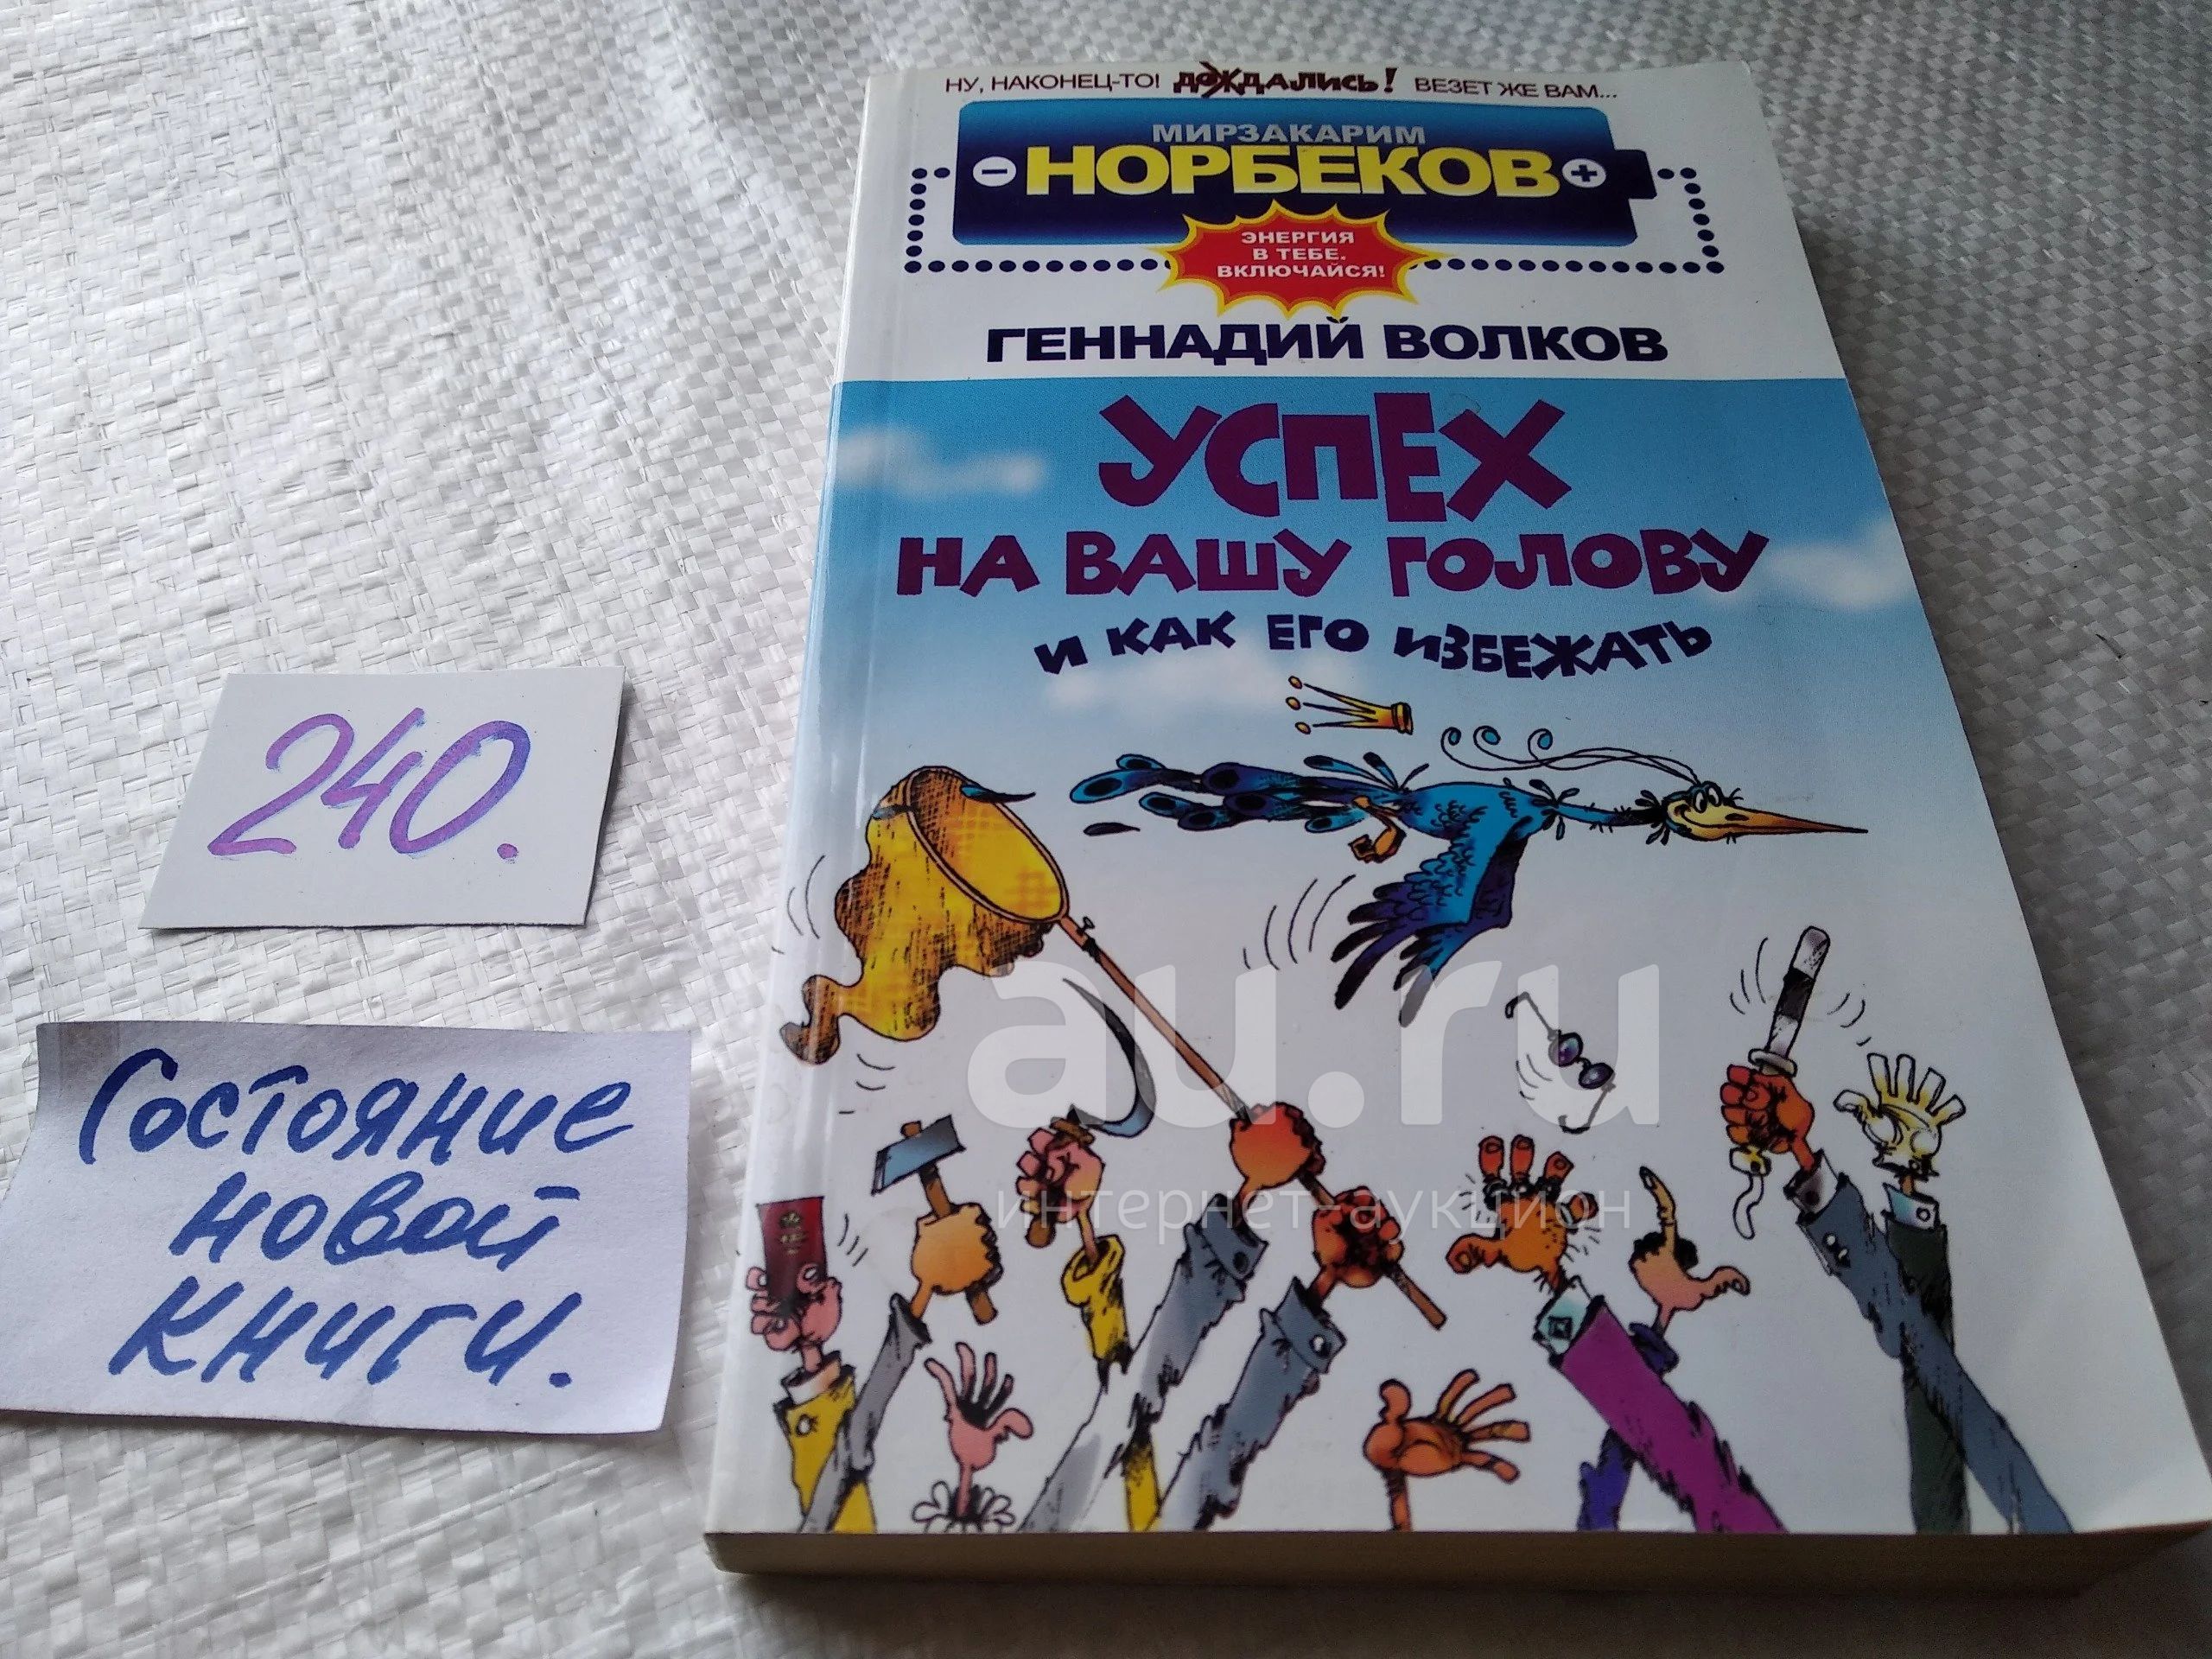 НУ, НАКОНЕЦ-ТО! ДОЖДАЛИСЬ! ВЕЗЕТ ЖЕ ВАМ...
МИРЗАКАРИМ
- НОРБЕКОВ +
ЭНЕРГИЯ
В ТЕБЕ.
ВКЛЮЧАЙСЯ!
ГЕННАДИЙ ВОЛКОВ
УСПЕХ
НА ВАШУ ГОЛОВУ
И КАК ЕГО ИЗБЕЖАТЬ
240.
Состояние
новой
книги.
au.ru
интернет-аукцион